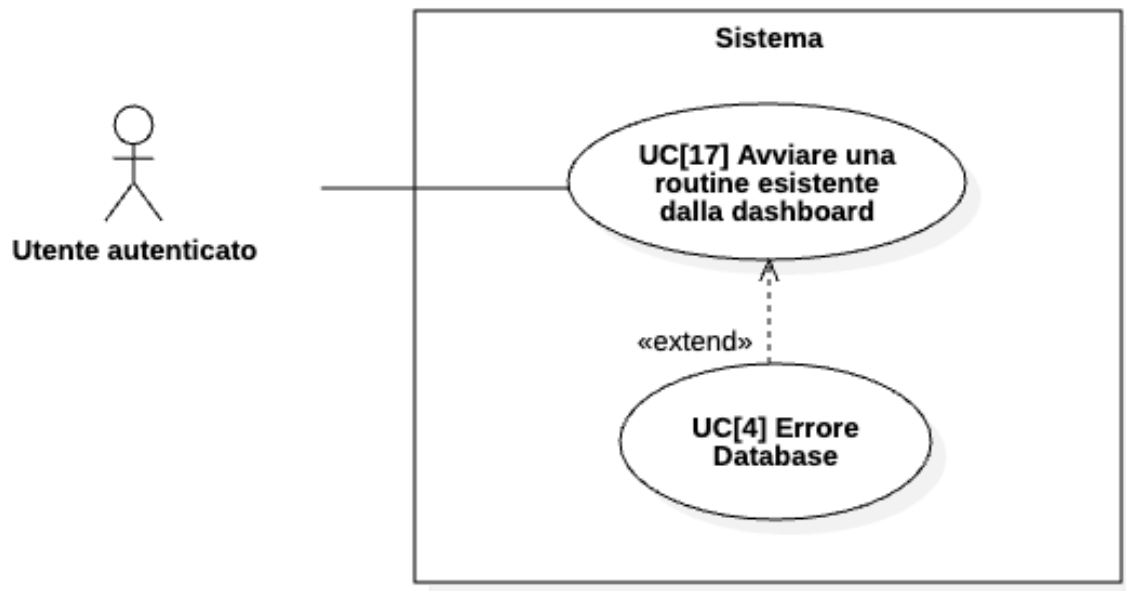 Sistema
UC[17] Avviare una
routine esistente
dalla dashboard
Utente autenticato
«extend»
UC[4] Errore
Database